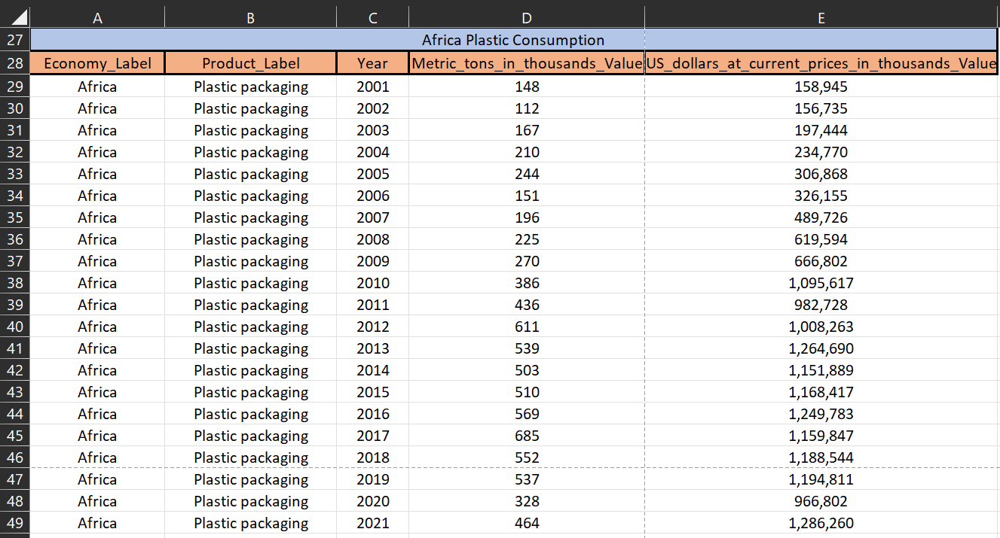 A B C D E
27 Africa Plastic Consumption
28 Economy_Label Product_Label Year Metric_tons_in_thousands_Value US_dollars_at_current_prices_in_thousands_Value
29 Africa Plastic packaging 2001 148 158,945
30 Africa Plastic packaging 2002 112 156,735
31 Africa Plastic packaging 2003 167 197,444
32 Africa Plastic packaging 2004 210 234,770
33 Africa Plastic packaging 2005 244 306,868
34 Africa Plastic packaging 2006 151 326,155
35 Africa Plastic packaging 2007 196 489,726
36 Africa Plastic packaging 2008 225 619,594
37 Africa Plastic packaging 2009 270 666,802
38 Africa Plastic packaging 2010 386 1,095,617
39 Africa Plastic packaging 2011 436 982,728
40 Africa Plastic packaging 2012 611 1,008,263
41 Africa Plastic packaging 2013 539 1,264,690
42 Africa Plastic packaging 2014 503 1,151,889
43 Africa Plastic packaging 2015 510 1,168,417
44 Africa Plastic packaging 2016 569 1,249,783
45 Africa Plastic packaging 2017 685 1,159,847
46 Africa Plastic packaging 2018 552 1,188,544
47 Africa Plastic packaging 2019 537 1,194,811
48 Africa Plastic packaging 2020 328 966,802
49 Africa Plastic packaging 2021 464 1,286,260